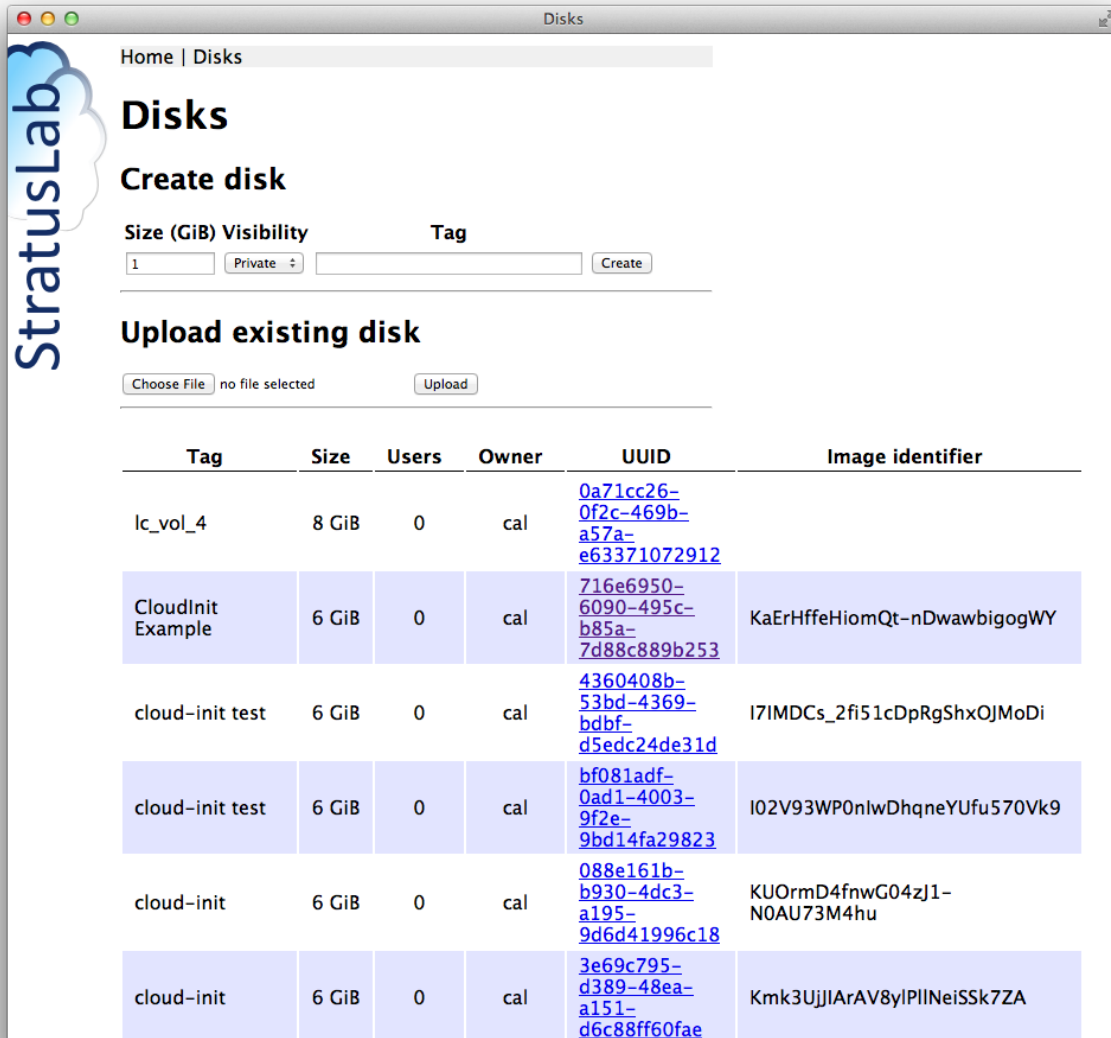 Disks
StratusLab
Home | Disks
Disks
Create disk
Size (GiB) Visibility Tag
1 Private Create
Upload existing disk
Choose File no file selected Upload
Tag Size Users Owner UUID Image identifier
0a71cc26-
0f2c-469b-
lc_vol_4 8 GiB 0 cal
a57a-
e63371072912
716e6950-
CloudInit
6090-495c-
6 GiB 0 cal KaErHffeHiomQt-nDwawbigogWY
Example
b85a-
7d88c889b253
4360408b-
53bd-4369-
cloud-init test 6 GiB 0 cal I7IMDCs_2fi51cDpRgShxOJMoDi
bdbf-
d5edc24de31d
bf081adf-
0ad1-4003-
cloud-init test 6 GiB 0 cal I02V93WP0nIwDhqneYUfu570Vk9
9f2e-
9bd14fa29823
088e161b-
b930-4dc3-
KUOrmD4fnwG04zJ1-
cloud-init 6 GiB 0 cal
N0AU73M4hu
a195-
9d6d41996c18
3e69c795-
d389-48ea-
cloud-init 6 GiB 0 cal Kmk3UjJIArAV8ylPllNeiSSk7ZA
a151-
d6c88ff60fae